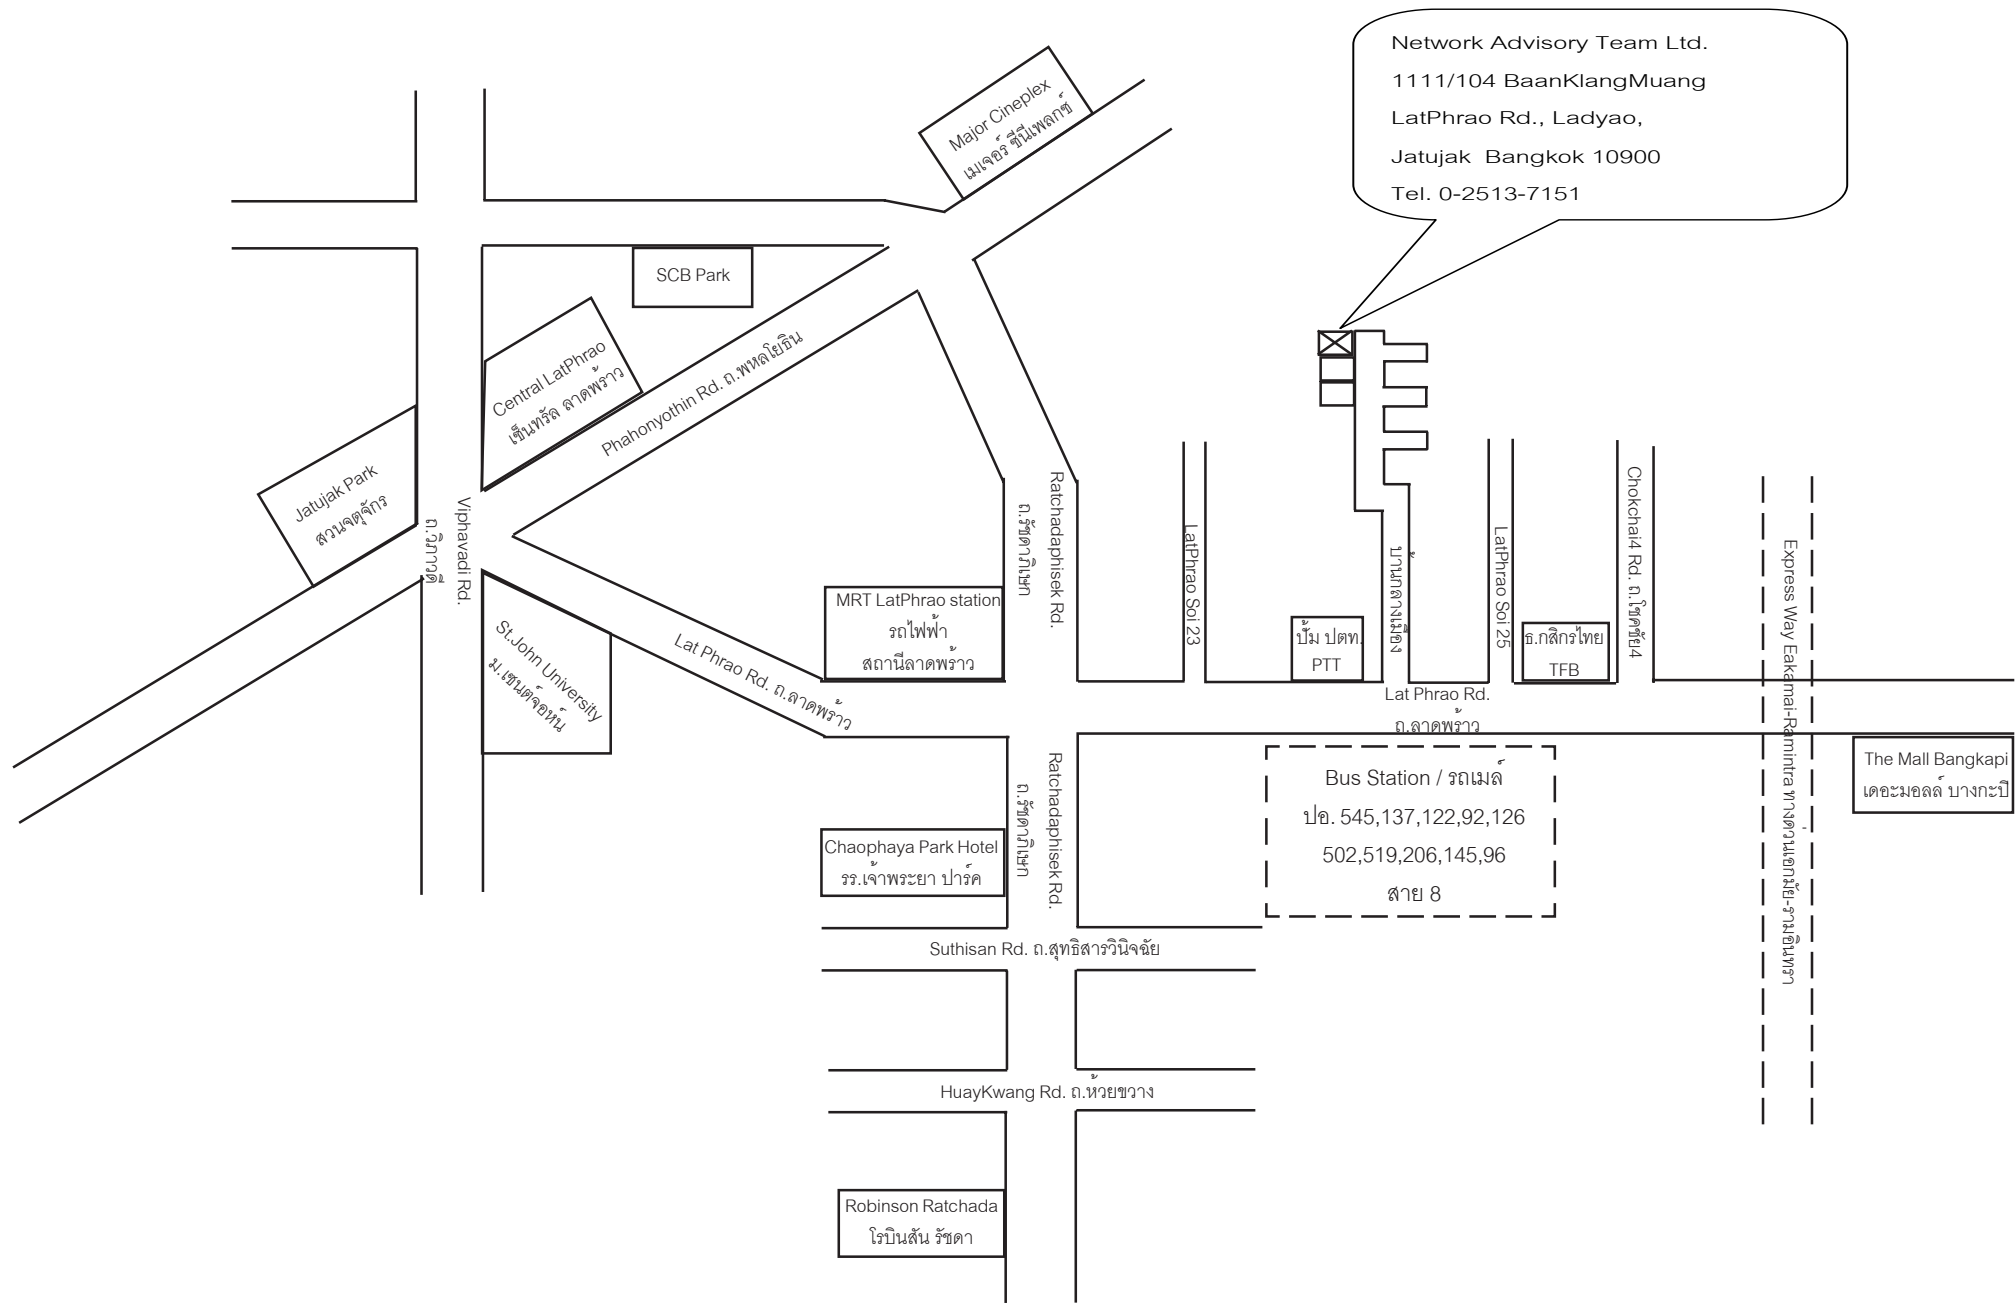 Network Advisory Team Ltd.
1111/104 BaanKlangMuang
LatPhrao Rd., Ladyao,
Jatujak Bangkok 10900
Tel. 0-2513-7151
Major Cineplex
เมเจอร์ ซีนีเพลกซ์
SCB Park
Central LatPhrao
เซ็นทรัล ลาดพร้าว
Phahonyothin Rd. ถ.พหลโยธิน
Jatujak Park
สวนจตุจักร
Viphavadi Rd.
ถ.วิภาวดี
St.John University
ม.เซนต์จอห์น
Lat Phrao Rd. ถ.ลาดพร้าว
MRT LatPhrao station
รถไฟฟ้า
สถานีลาดพร้าว
Ratchadaphisek Rd.
ถ.รัชดาภิเษก
LatPhrao Soi 23
ปั๊ม ปตท.
PTT
บ้านกลางเมือง
LatPhrao Soi 25
ธ.กสิกรไทย
TFB
Chokchai4 Rd. ถ.โชคชัย4
Express Way Eakamai-Ramintra ทางด่วนเอกมัย-รามอินทรา
Lat Phrao Rd.
ถ.ลาดพร้าว
The Mall Bangkapi
เดอะมอลล์ บางกะปิ
Bus Station / รถเมล์
ปอ. 545,137,122,92,126
502,519,206,145,96
สาย 8
Ratchadaphisek Rd.
ถ.รัชดาภิเษก
Chaophaya Park Hotel
รร.เจ้าพระยา ปาร์ค
Suthisan Rd. ถ.สุทธิสารวินิจฉัย
HuayKwang Rd. ถ.ห้วยขวาง
Robinson Ratchada
โรบินสัน รัชดา